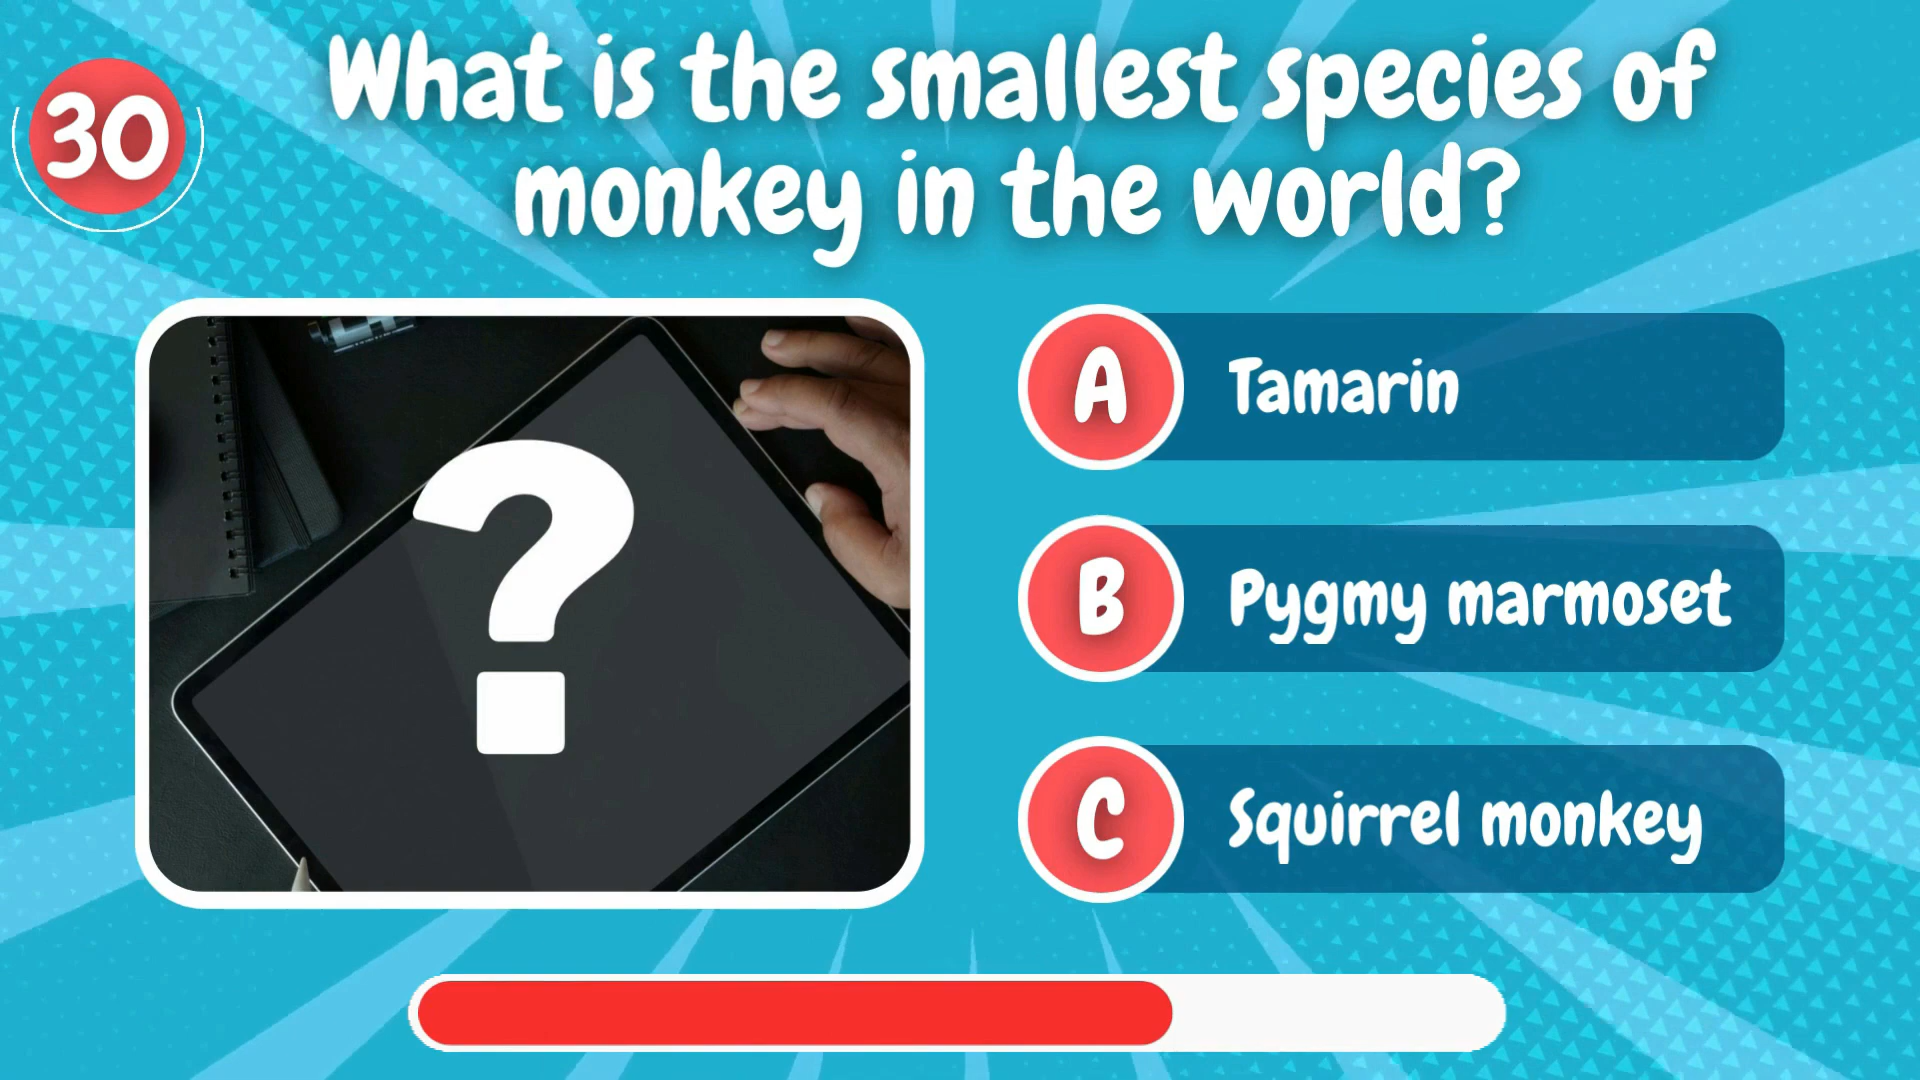 30
What is the smallest species of
monkey in the world?
?
A Tamarin
B Pygmy marmoset
C Squirrel monkey